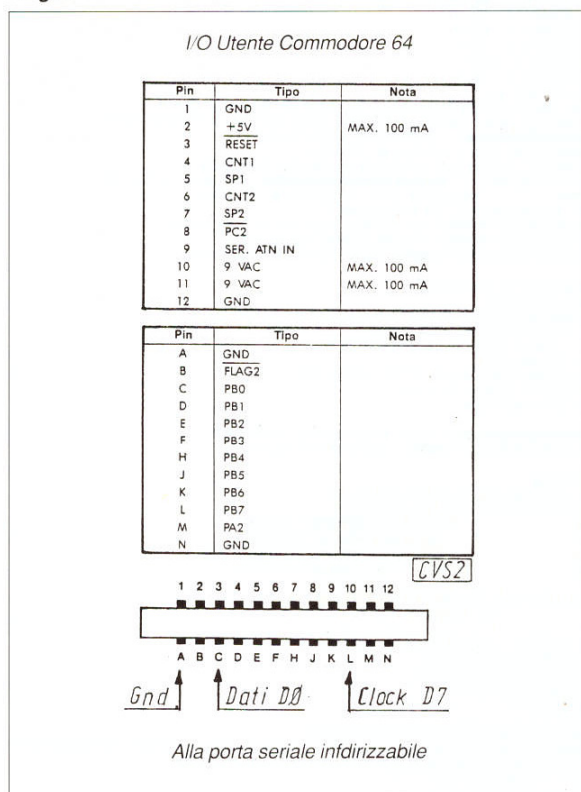 I/O Utente Commodore 64
Pin Tipo Nota
1 GND
2 +5V MAX. 100 mA
3 RESET
4 CNT1
5 SP1
6 CNT2
7 SP2
8 PC2
9 SER. ATN IN
10 9 VAC MAX. 100 mA
11 9 VAC MAX. 100 mA
12 GND
Pin Tipo Nota
A GND
B FLAG2
C PB0
D PB1
E PB2
F PB3
H PB4
J PB5
K PB6
L PB7
M PA2
N GND
CVS2
1 2 3 4 5 6 7 8 9 10 11 12
A B C D E F H J K L M N
Gnd Dati DØ Clock D7
Alla porta seriale infdirizzabile